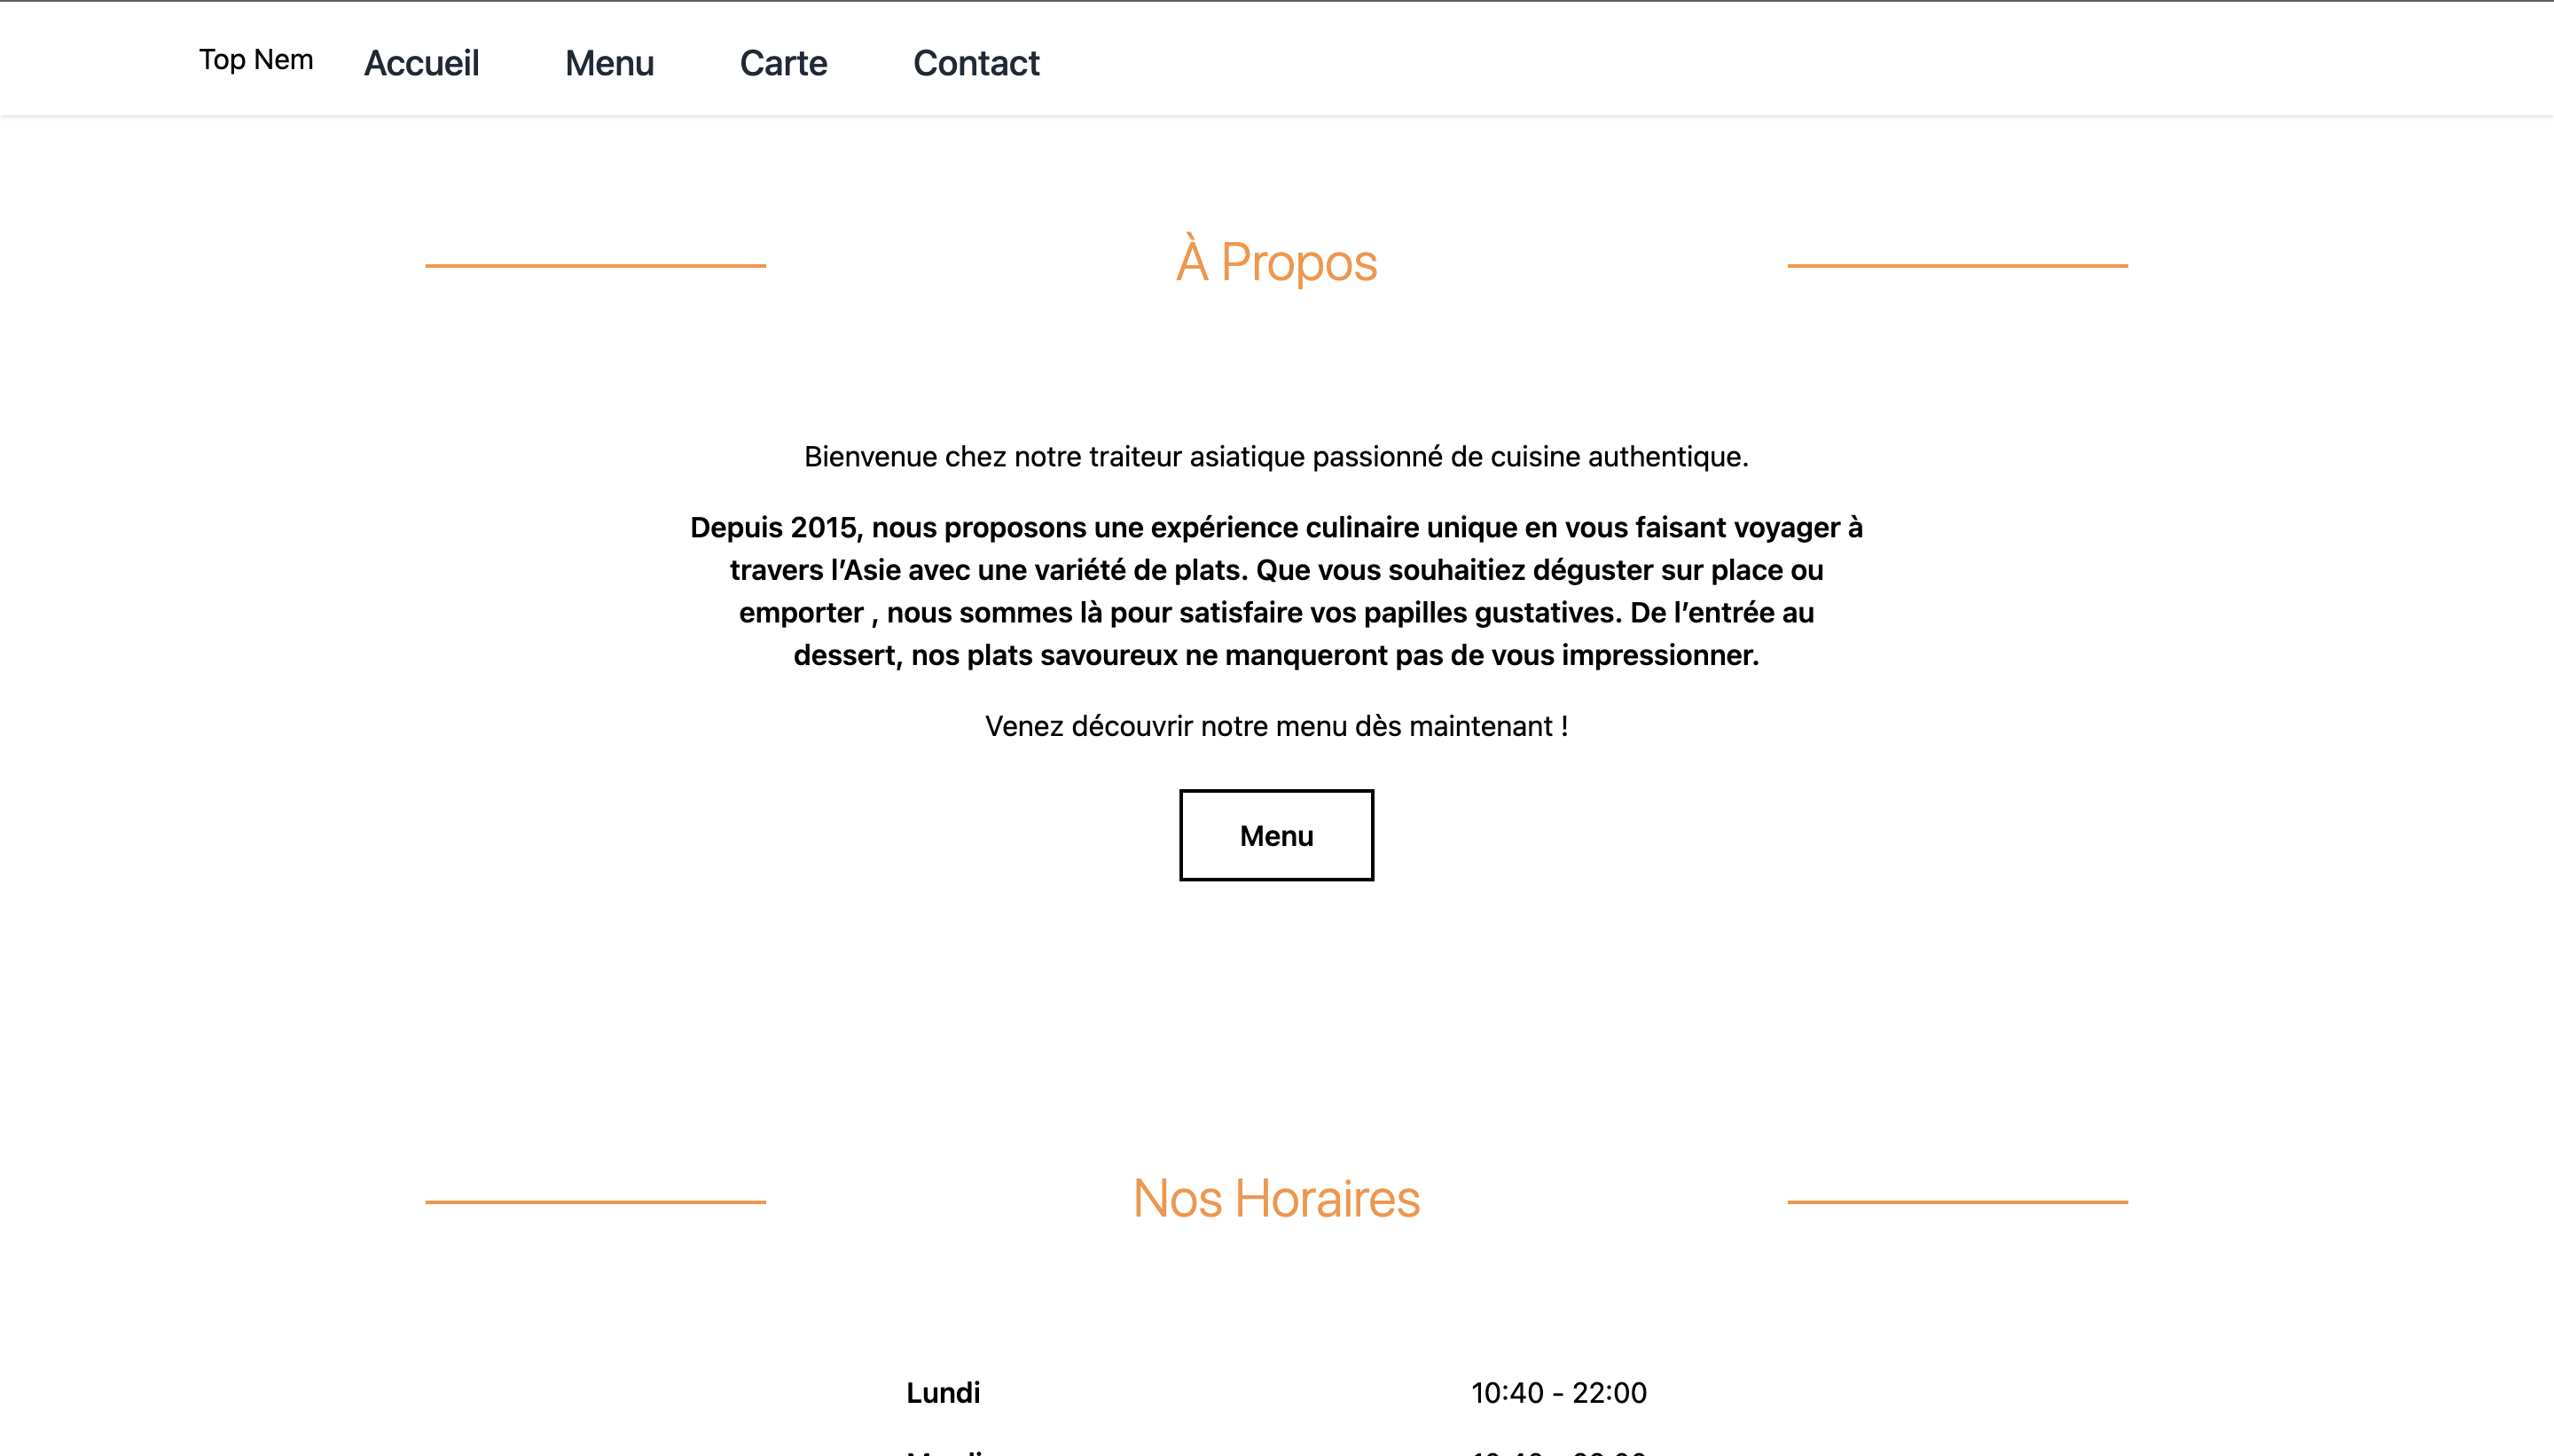 Top Nem Accueil Menu Carte Contact
À Propos
Bienvenue chez notre traiteur asiatique passionné de cuisine authentique.
Depuis 2015, nous proposons une expérience culinaire unique en vous faisant voyager à
travers l’Asie avec une variété de plats. Que vous souhaitiez déguster sur place ou
emporter , nous sommes là pour satisfaire vos papilles gustatives. De l’entrée au
dessert, nos plats savoureux ne manqueront pas de vous impressionner.
Venez découvrir notre menu dès maintenant !
Menu
Nos Horaires
Lundi 10:40 - 22:00